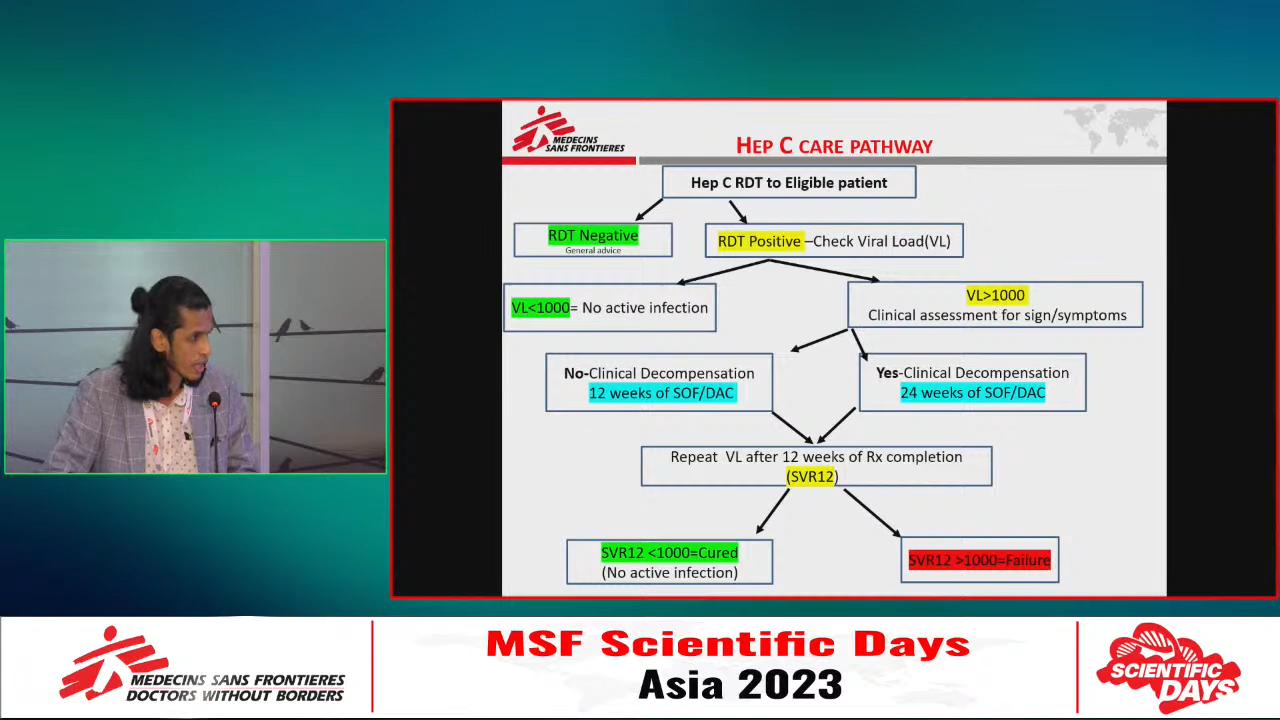 MEDECINS
SANS FRONTIERES
HEP C CARE PATHWAY
Hep C RDT to Eligible patient
RDT Negative
General advice
RDT Positive –Check Viral Load(VL)
VL<1000= No active infection
VL>1000
Clinical assessment for sign/symptoms
No-Clinical Decompensation
12 weeks of SOF/DAC
Yes-Clinical Decompensation
24 weeks of SOF/DAC
Repeat VL after 12 weeks of Rx completion
(SVR12)
SVR12 <1000=Cured
(No active infection)
SVR12 >1000=Failure
MEDECINS SANS FRONTIERES
DOCTORS WITHOUT BORDERS
MSF Scientific Days
Asia 2023
SCIENTIFIC
DAYS